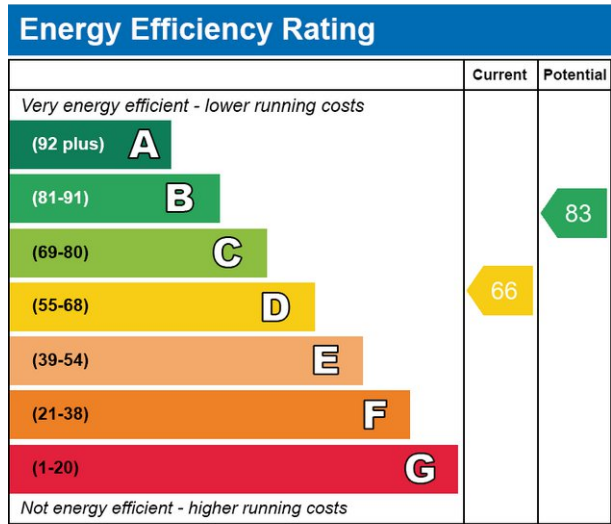 Energy Efficiency Rating
Current Potential
Very energy efficient - lower running costs
(92 plus) A
(81-91) B
83
(69-80) C
(55-68) D
66
(39-54) E
(21-38) F
(1-20) G
Not energy efficient - higher running costs